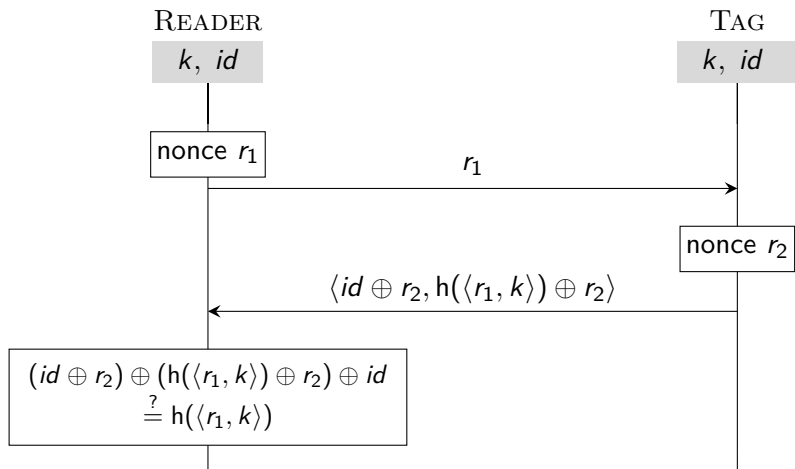 READER
TAG
k, id
k, id
nonce r₁
r₁
nonce r₂
⟨id ⊕ r₂, h(⟨r₁, k⟩) ⊕ r₂⟩
(id ⊕ r₂) ⊕ (h(⟨r₁, k⟩) ⊕ r₂) ⊕ id
≟ h(⟨r₁, k⟩)